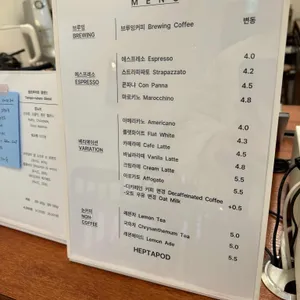 MENU
브루잉 BREWING
브루잉커피 Brewing Coffee 변동
에스프레소 ESPRESSO
에스프레소 Espresso 4.0
스트라파짜토 Strapazzato 4.2
콘파나 Con Panna 4.5
마로키노 Marocchino 4.8
베리에이션 VARIATION
아메리카노 Americano 4.0
플랫화이트 Flat White 4.3
카페라떼 Cafe Latte 4.5
바닐라라떼 Vanilla Latte 4.8
크림라떼 Cream Latte 5.5
아포가토 Affogato 5.5
-디카페인 커피 변경 Decaffeinated Coffee
-오트 우유 변경 Oat Milk +0.5
논커피 NON COFFEE
레몬차 Lemon Tea 5.0
국화차 Chrysanthemum Tea 5.0
레몬에이드 Lemon Ade 5.5
HEPTAPOD